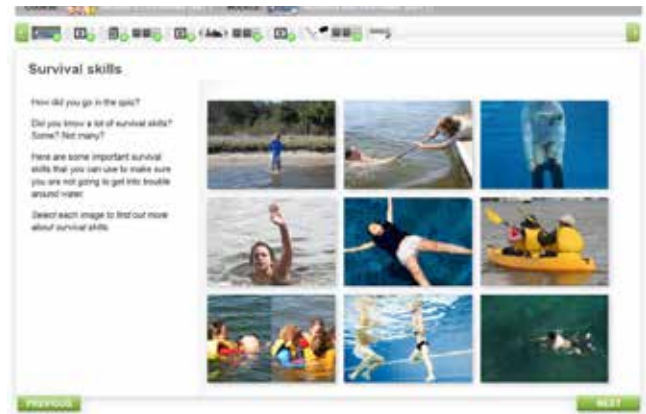 Survival skills
How did you go in the quiz?
Did you know a lot of survival skills?
Some? Not many?
Here are some important survival
skills that you can use to make sure
you are not going to get into trouble
around water.
Select each image to find out more
about survival skills.
PREVIOUS
NEXT